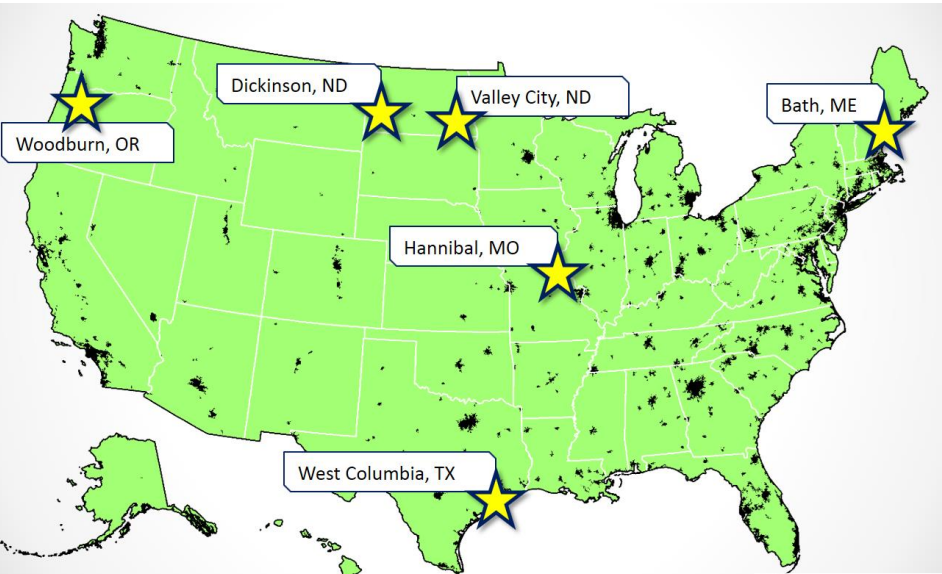 Dickinson, ND
Valley City, ND
Bath, ME
Woodburn, OR
Hannibal, MO
West Columbia, TX